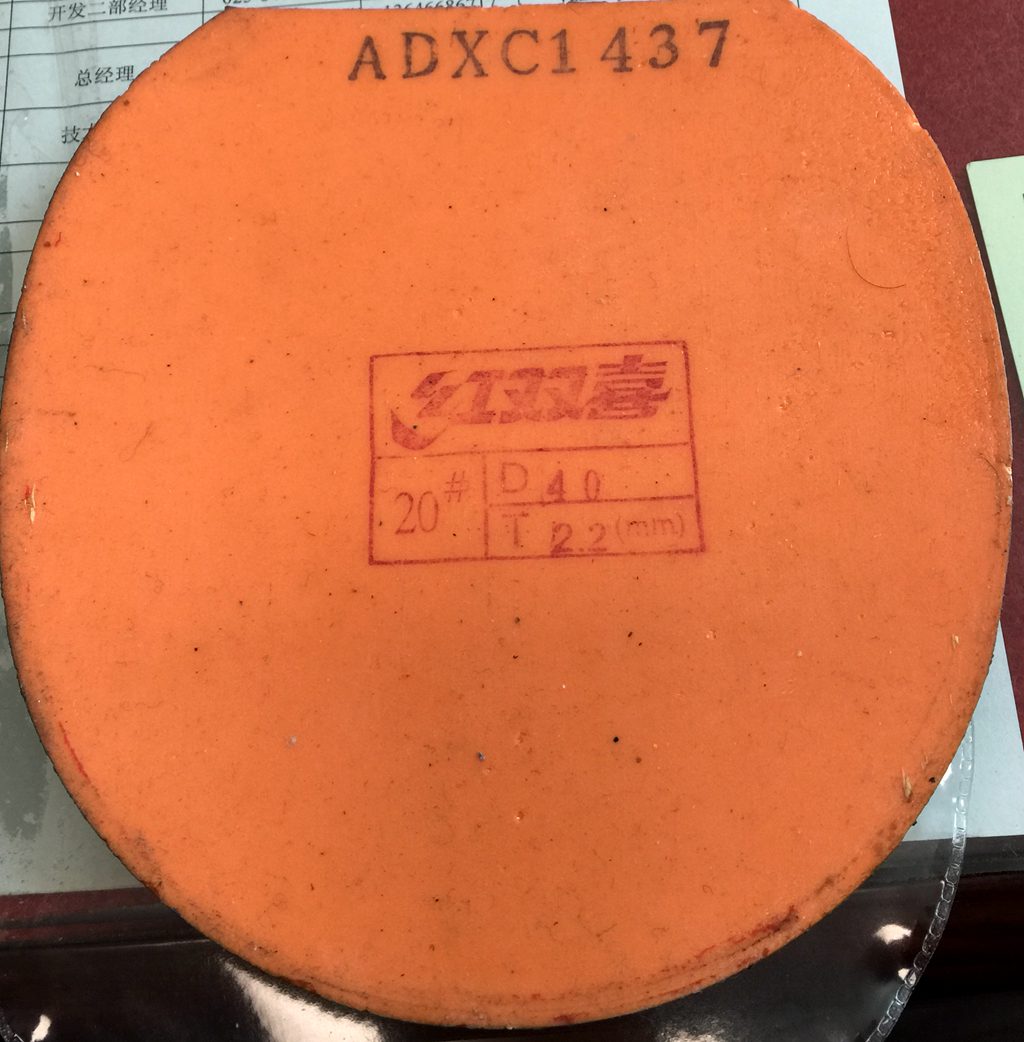 开发二部经理
总经理
ADXC1437
红双喜
20# D 40
T 2.2(mm)